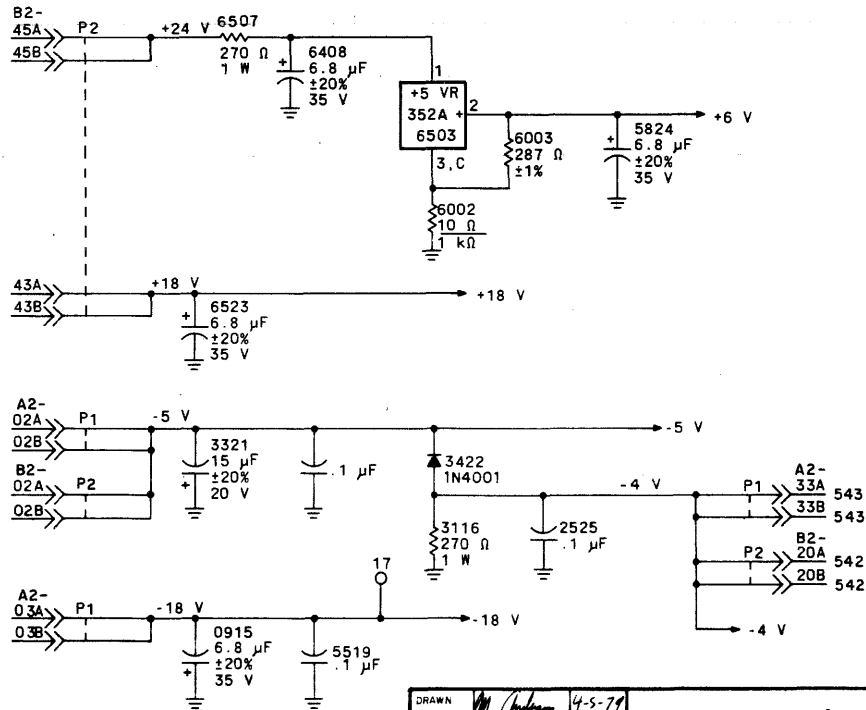 B2-
45A P2 +24 V 6507
45B
270 Ω
1 W
6408
+ 6.8 µF
±20%
35 V
1
+5 VR
352A + 2
6503
3,C
6003
287 Ω
±1%
+ 5824
6.8 µF
±20%
35 V
+6 V
6002
10 Ω
1 kΩ
43A +18 V
43B
+18 V
+ 6523
6.8 µF
±20%
35 V
A2-
02A P1 -5 V
02B
-5 V
B2-
02A P2
02B
3321
15 µF
±20%
+ 20 V
.1 µF
3422
1N4001
-4 V
3116
270 Ω
1 W
2525
.1 µF
A2-
P1 33A 543
33B 543
B2-
P2 20A 542
20B 542
-4 V
17
A2-
03A P1 -18 V
03B
-18 V
0915
6.8 µF
±20%
+ 35 V
5519
.1 µF
DRAWN 4-5-79